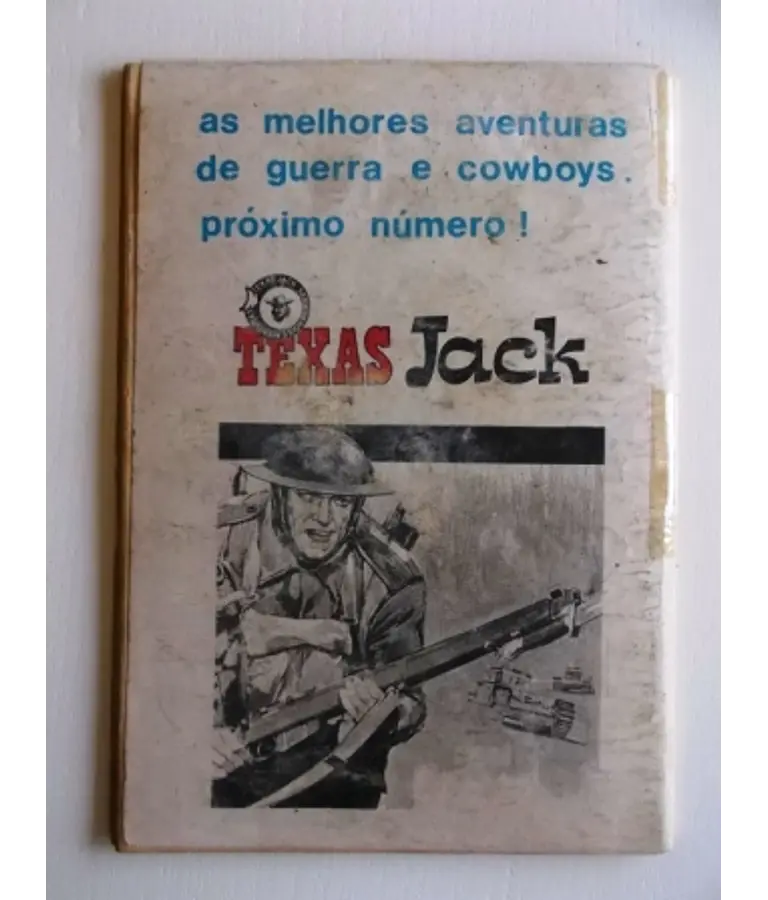 as melhores aventuras
de guerra e cowboys.
próximo número!
TEXAS Jack